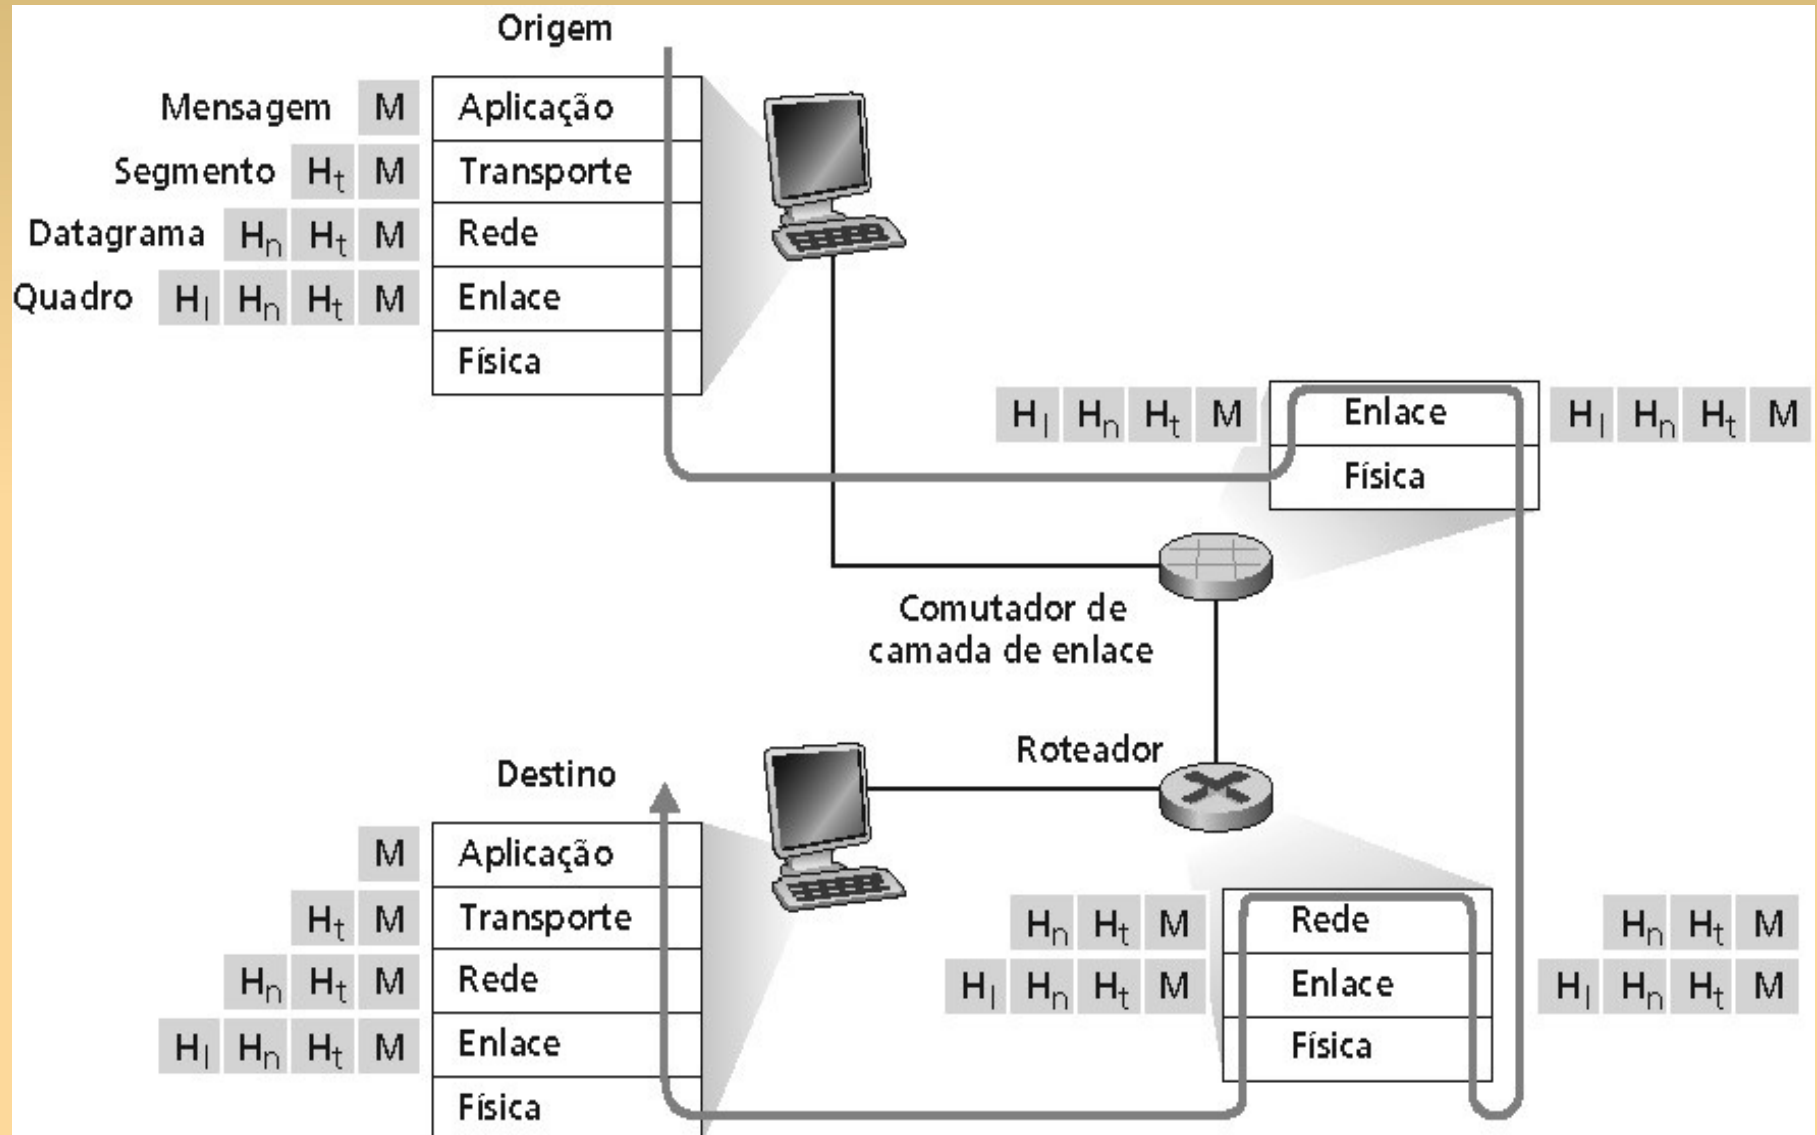 Origem
Mensagem M Aplicação
Segmento Ht M Transporte
Datagrama Hn Ht M Rede
Quadro Hl Hn Ht M Enlace
Física
Hl Hn Ht M Enlace Hl Hn Ht M
Física
Comutador de
camada de enlace
Roteador
Destino
M Aplicação
Ht M Transporte
Hn Ht M Rede
Hl Hn Ht M Enlace
Física
Hn Ht M Rede Hn Ht M
Hl Hn Ht M Enlace Hl Hn Ht M
Física